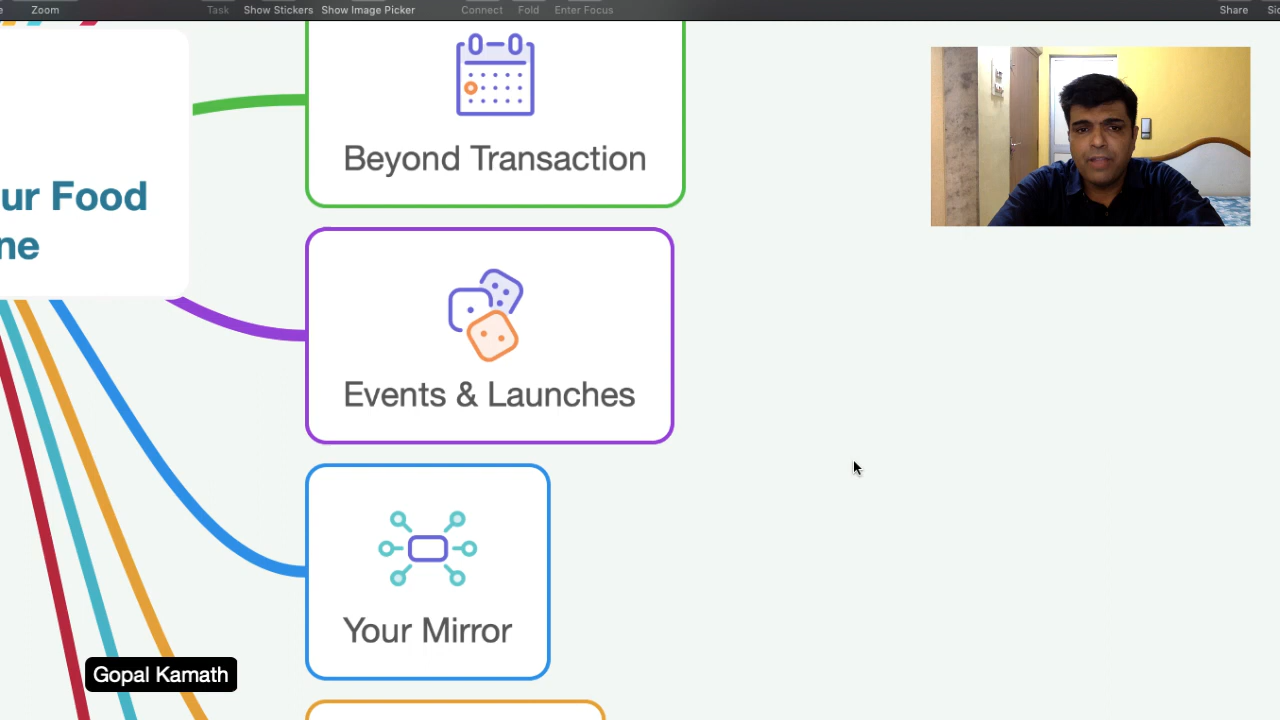 Zoom
Task
Show Stickers
Show Image Picker
Connect
Fold
Enter Focus
Share
Beyond Transaction
ur Food
ne
Events & Launches
Your Mirror
Gopal Kamath